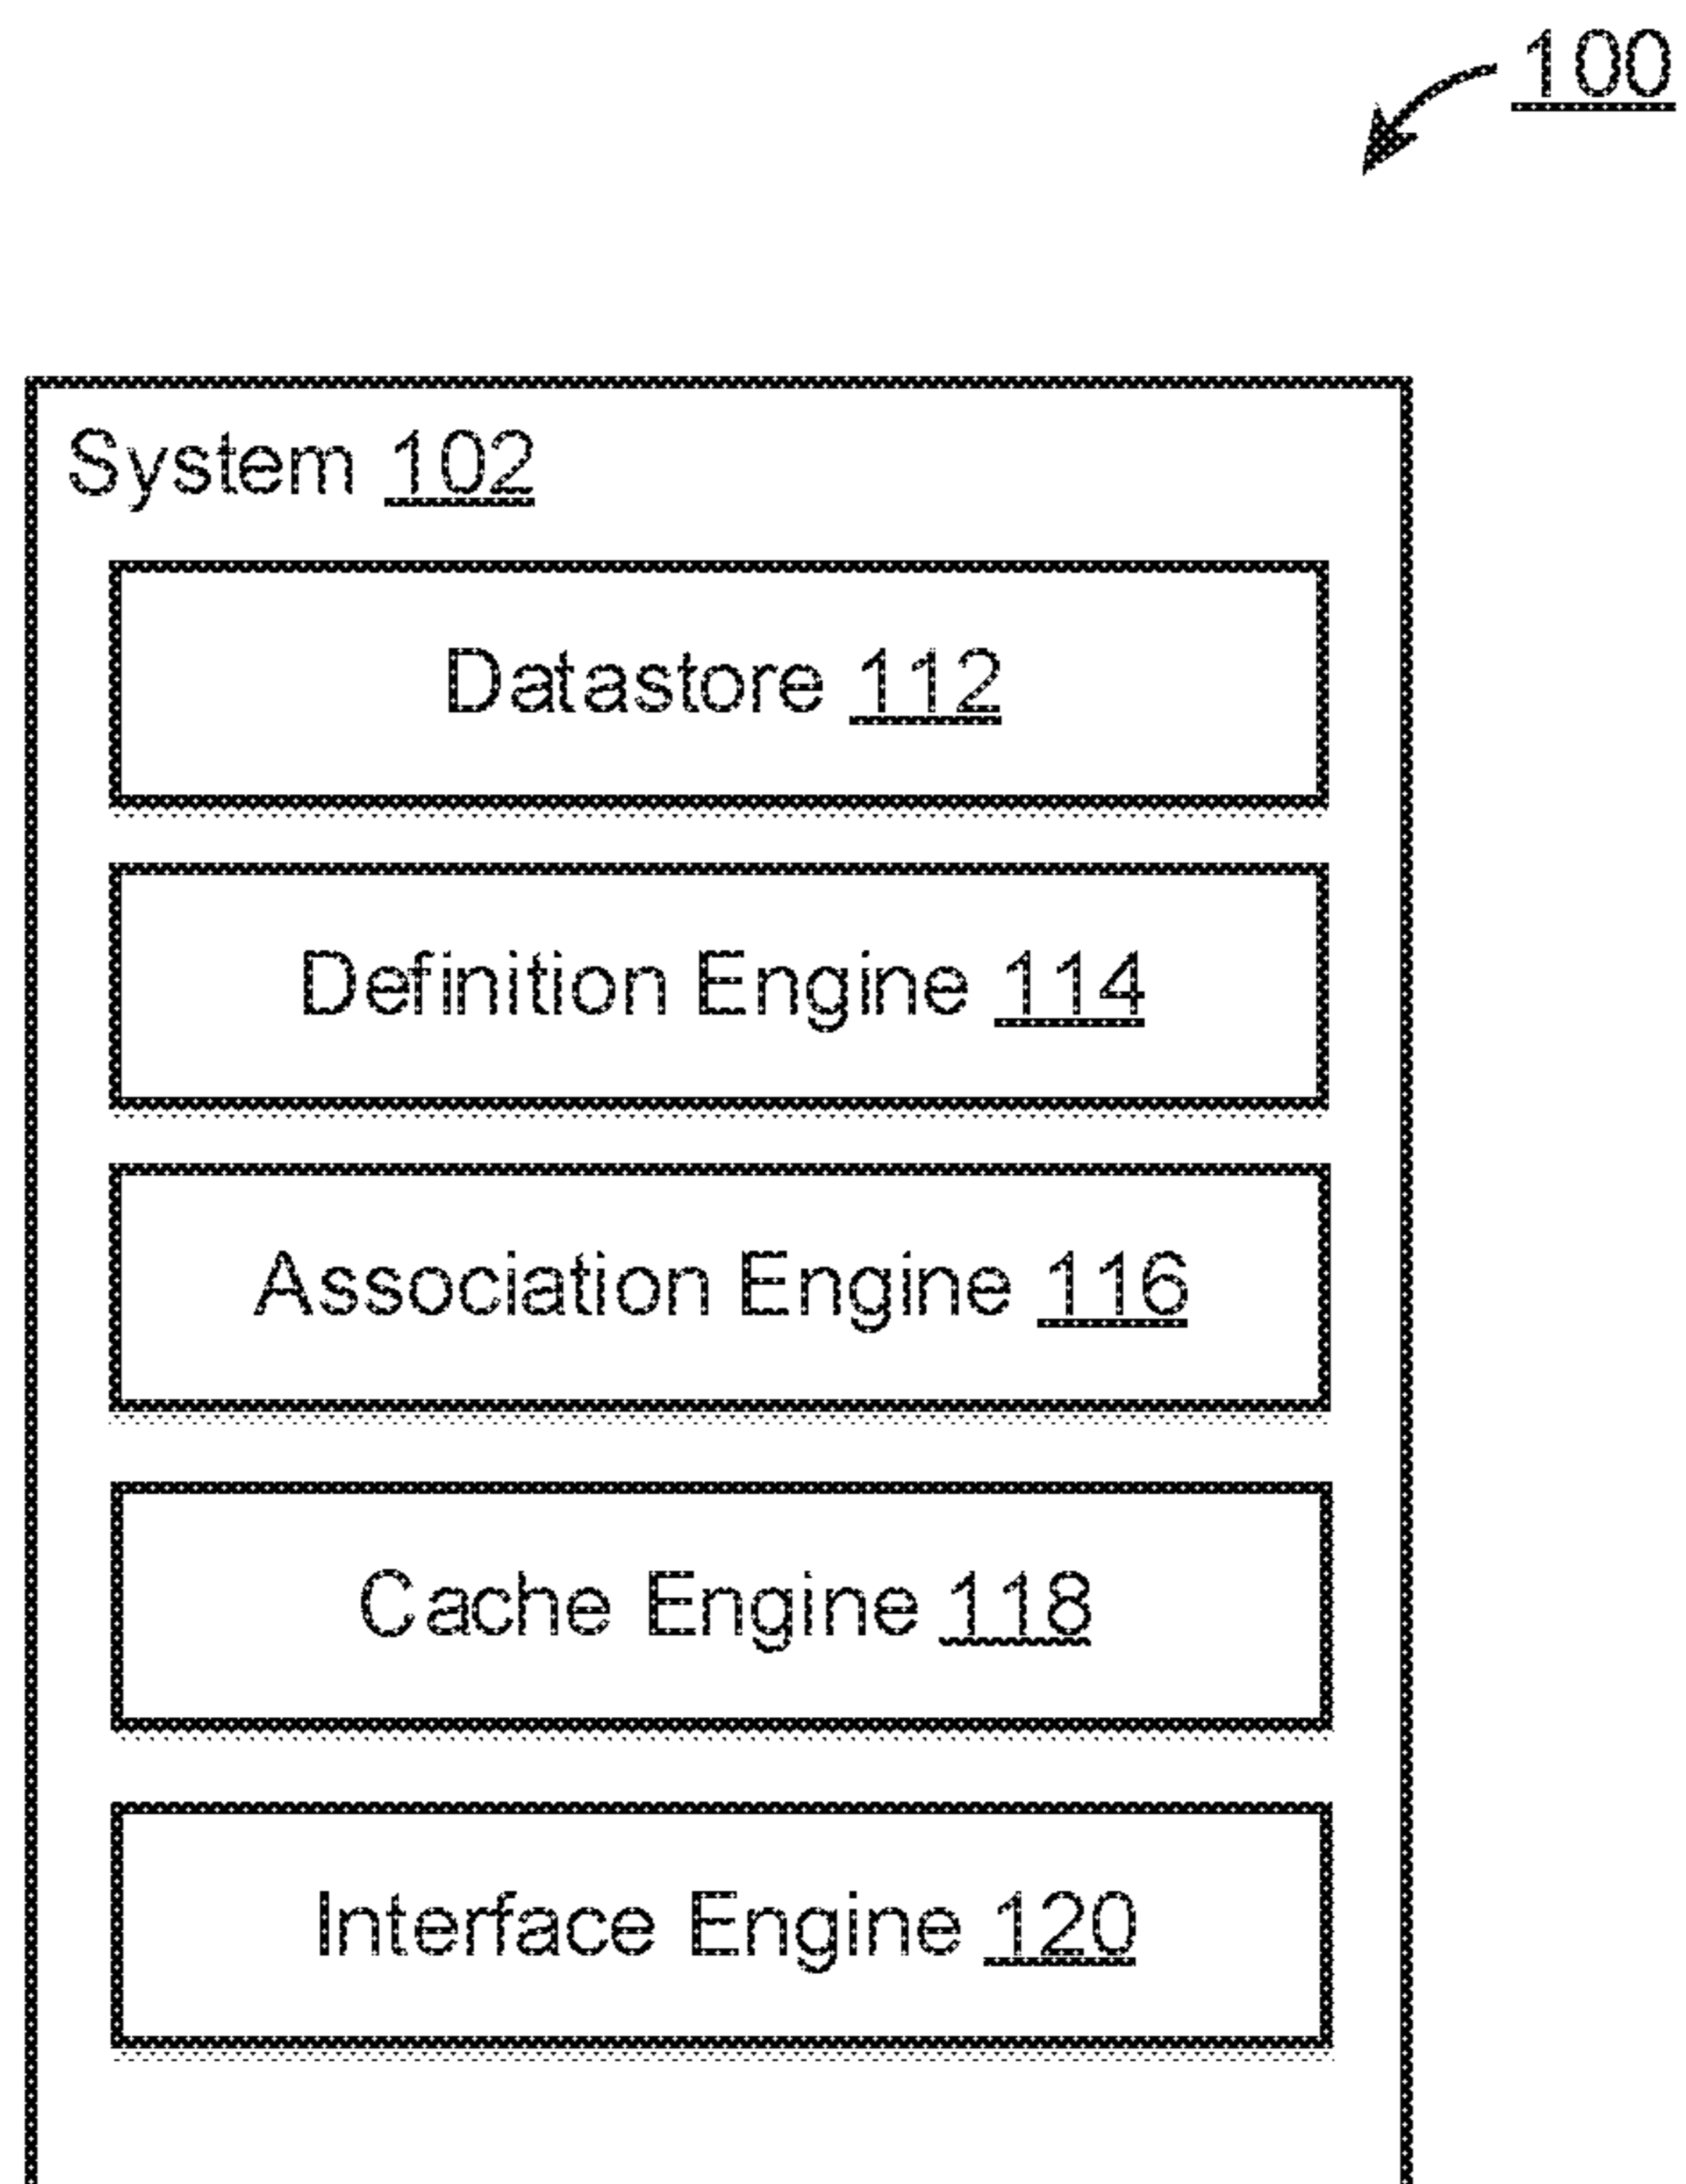 100
System 102
Datastore 112
Definition Engine 114
Association Engine 116
Cache Engine 118
Interface Engine 120